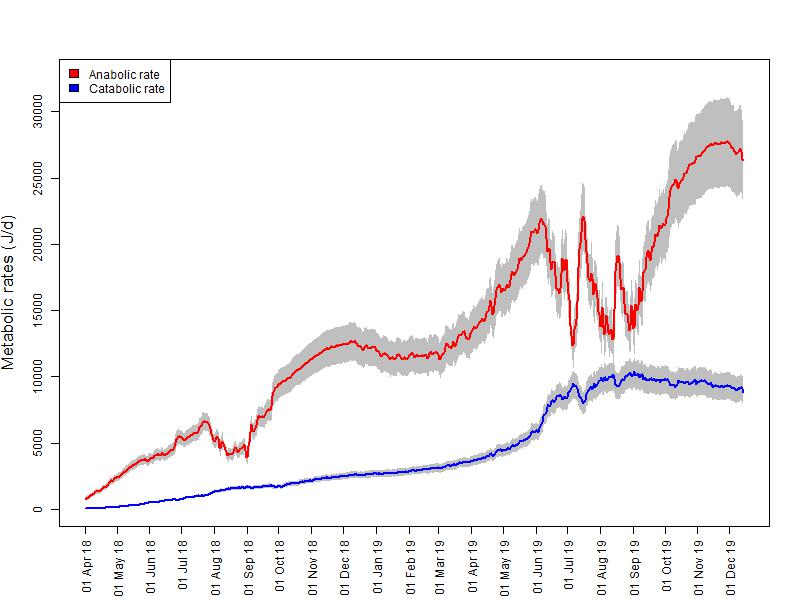 Anabolic rate
Catabolic rate
Metabolic rates (J/d)
30000
25000
20000
15000
10000
5000
0
01 Apr 18
01 May 18
01 Jun 18
01 Jul 18
01 Aug 18
01 Sep 18
01 Oct 18
01 Nov 18
01 Dec 18
01 Jan 19
01 Feb 19
01 Mar 19
01 Apr 19
01 May 19
01 Jun 19
01 Jul 19
01 Aug 19
01 Sep 19
01 Oct 19
01 Nov 19
01 Dec 19